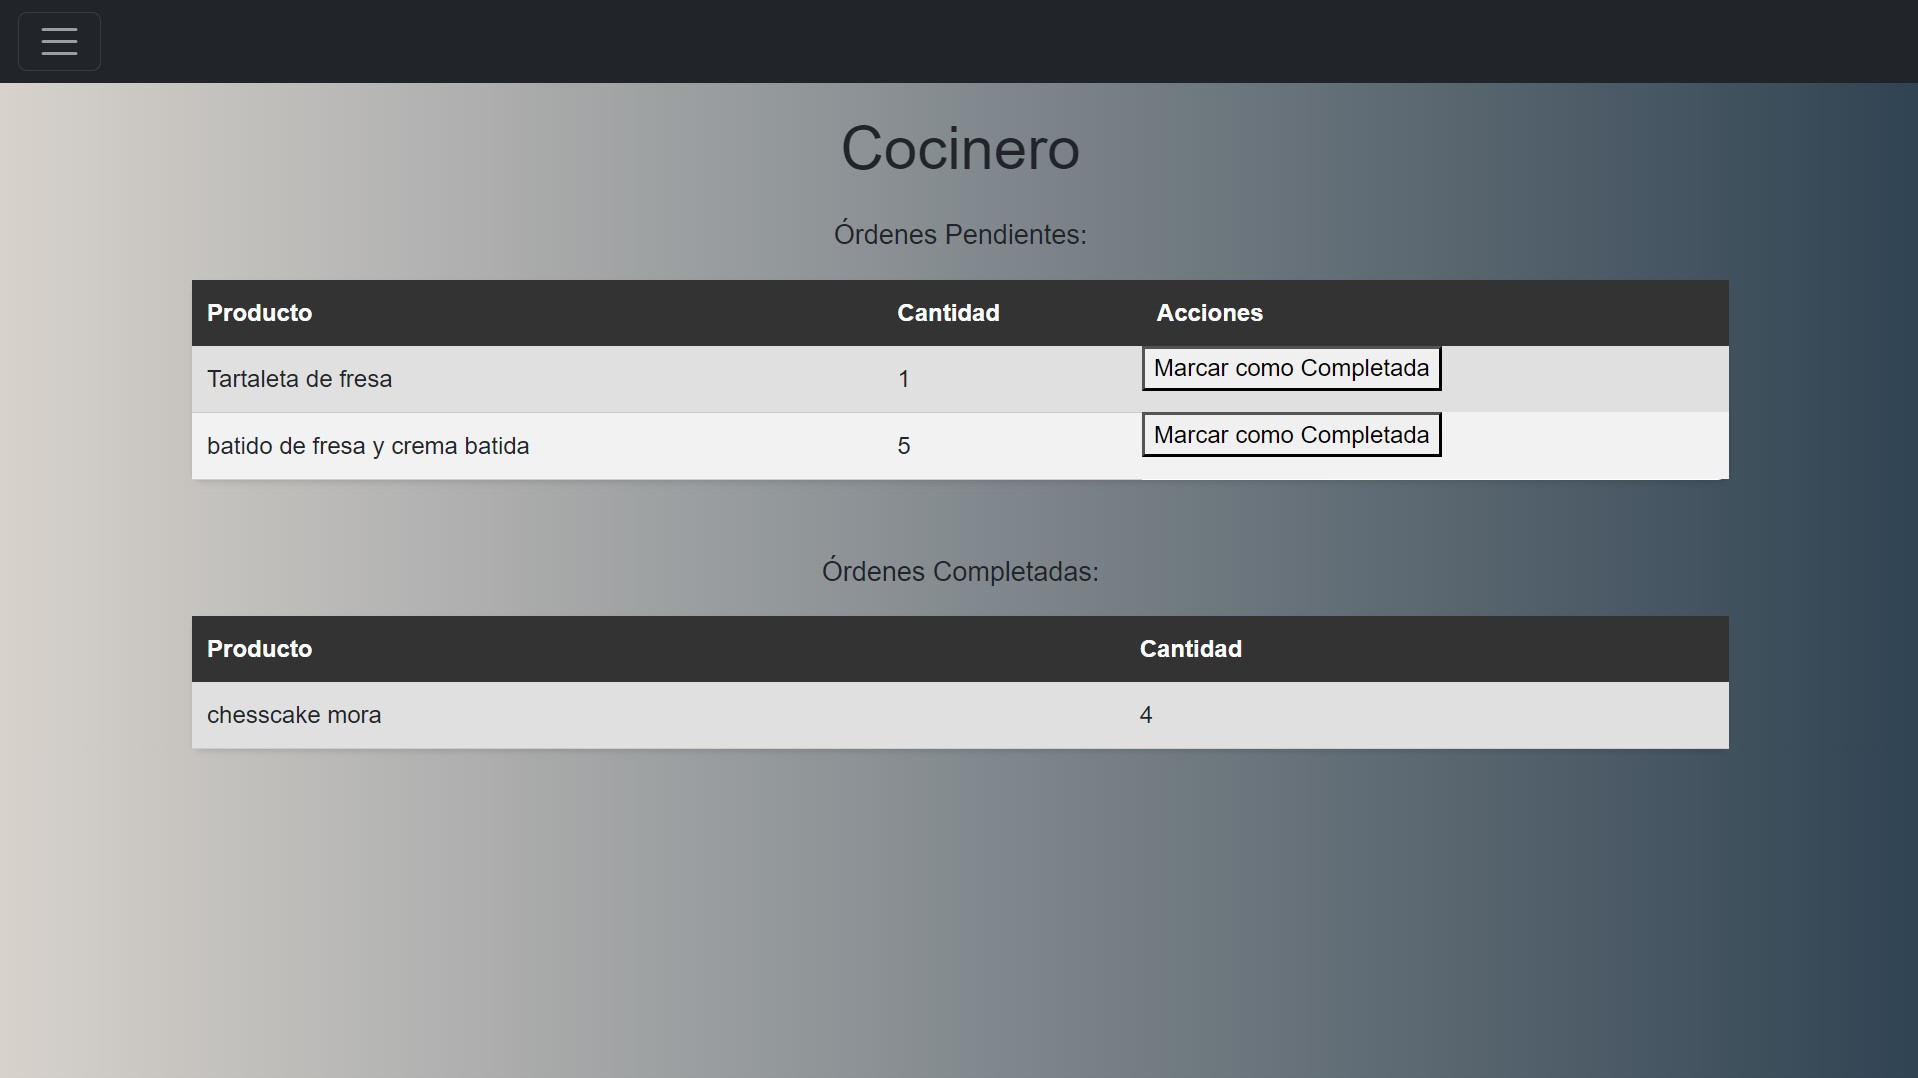 Cocinero
Órdenes Pendientes:
Producto Cantidad Acciones
Tartaleta de fresa 1 Marcar como Completada
batido de fresa y crema batida 5 Marcar como Completada
Órdenes Completadas:
Producto Cantidad
chesscake mora 4